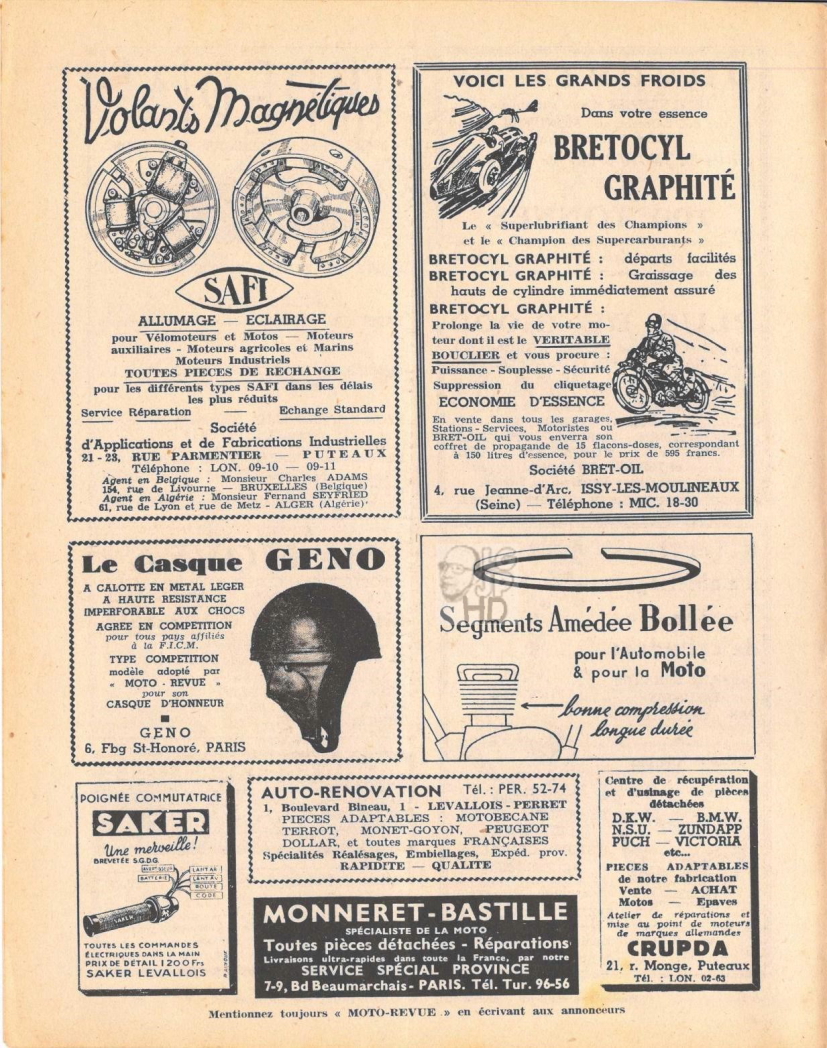 Volants Magnétiques
SAFI
ALLUMAGE — ECLAIRAGE
pour Vélomoteurs et Motos — Moteurs
auxiliaires - Moteurs agricoles et Marins
Moteurs Industriels
TOUTES PIECES DE RECHANGE
pour les différents types SAFI dans les délais
les plus réduits
Service Réparation — Echange Standard
Société
d'Applications et de Fabrications Industrielles
21 - 23, RUE PARMENTIER — PUTEAUX
Téléphone : LON. 09-10 — 09-11
Agent en Belgique : Monsieur Charles ADAMS
154, rue de Livourne — BRUXELLES (Belgique)
Agent en Algérie : Monsieur Fernand SEYFRIED
61, rue de Lyon et rue de Metz - ALGER (Algérie)
VOICI LES GRANDS FROIDS
Dans votre essence
BRETOCYL
GRAPHITÉ
Le « Superlubrifiant des Champions »
et le « Champion des Supercarburants »
BRETOCYL GRAPHITÉ : départs facilités
BRETOCYL GRAPHITÉ : Graissage des
hauts de cylindre immédiatement assuré
BRETOCYL GRAPHITÉ :
Prolonge la vie de votre mo-
teur dont il est le VERITABLE
BOUCLIER et vous procure :
Puissance - Souplesse - Sécurité
Suppression du cliquetage
ECONOMIE D'ESSENCE
En vente dans tous les garages,
Stations - Services, Motoristes ou
BRET-OIL qui vous enverra son
coffret de propagande de 15 flacons-doses, correspondant
à 150 litres d'essence, pour le prix de 595 francs.
Société BRET-OIL
4, rue Jeanne-d'Arc, ISSY-LES-MOULINEAUX
(Seine) — Téléphone : MIC. 18-30
Le Casque GENO
A CALOTTE EN METAL LEGER
A HAUTE RESISTANCE
IMPERFORABLE AUX CHOCS
AGREE EN COMPETITION
pour tous pays affiliés
à la F.I.C.M.
TYPE COMPETITION
modèle adopté par
« MOTO - REVUE »
pour son
CASQUE D'HONNEUR
GENO
6, Fbg St-Honoré, PARIS
Segments Amédée Bollée
pour l'Automobile
& pour la Moto
bonne compression
longue durée
POIGNÉE COMMUTATRICE
SAKER
Une merveille!
BREVETÉE S.G.D.G.
AVERTISSEUR
BATTERIE
LANT AR
LANT AV
ROUTE
CODE
SAKER
TOUTES LES COMMANDES
ÉLECTRIQUES DANS LA MAIN
PRIX DE DÉTAIL 1200 Frs
SAKER LEVALLOIS
AUTO-RENOVATION Tél. : PER. 52-74
1, Boulevard Bineau, 1 - LEVALLOIS - PERRET
PIECES ADAPTABLES : MOTOBECANE
TERROT, MONET-GOYON, PEUGEOT
DOLLAR, et toutes marques FRANÇAISES
Spécialités Réalésages, Embiellages, Expéd. prov.
RAPIDITE — QUALITE
MONNERET-BASTILLE
SPÉCIALISTE DE LA MOTO
Toutes pièces détachées - Réparations
Livraisons ultra-rapides dans toute la France, par notre
SERVICE SPÉCIAL PROVINCE
7-9, Bd Beaumarchais - PARIS. Tél. Tur. 96-56
Centre de récupération
et d'usinage de pièces
détachées
D.K.W. — B.M.W.
N.S.U. — ZUNDAPP
PUCH — VICTORIA
etc...
PIECES ADAPTABLES
de notre fabrication
Vente — ACHAT
Motos — Epaves
Atelier de réparations et
mise au point de moteurs
de marques allemandes
CRUPDA
21, r. Monge, Puteaux
Tél. : LON. 02-63
Mentionnez toujours « MOTO-REVUE » en écrivant aux annonceurs